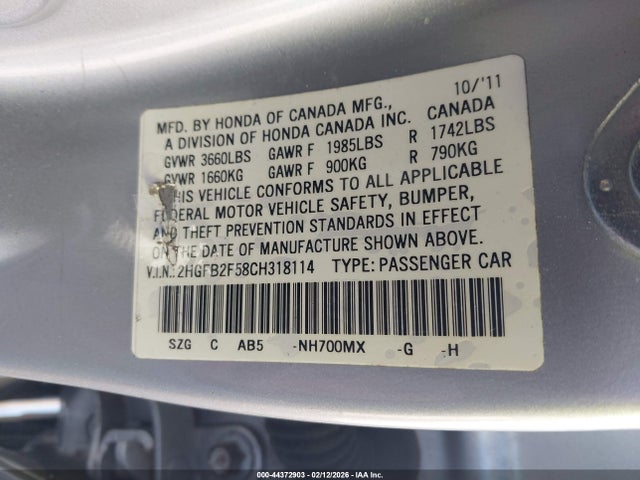 10/'11
MFD. BY HONDA OF CANADA MFG.,
A DIVISION OF HONDA CANADA INC. CANADA
GVWR 3660LBS GAWR F 1985LBS R 1742LBS
GVWR 1660KG GAWR F 900KG R 790KG
THIS VEHICLE CONFORMS TO ALL APPLICABLE
FEDERAL MOTOR VEHICLE SAFETY, BUMPER,
AND THEFT PREVENTION STANDARDS IN EFFECT
ON THE DATE OF MANUFACTURE SHOWN ABOVE.
V.I.N.: 2HGFB2F58CH318114 TYPE: PASSENGER CAR
SZG C AB5 -NH700MX -G -H
000-44372903 - 02/12/2026 - IAA Inc.